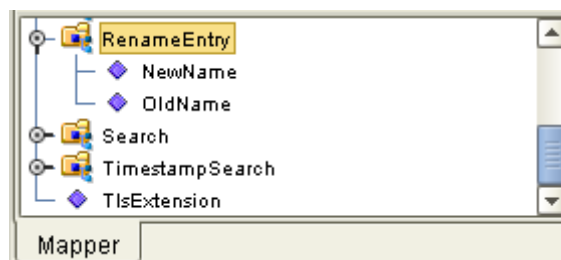 RenameEntry
NewName
OldName
Search
TimestampSearch
TlsExtension
Mapper